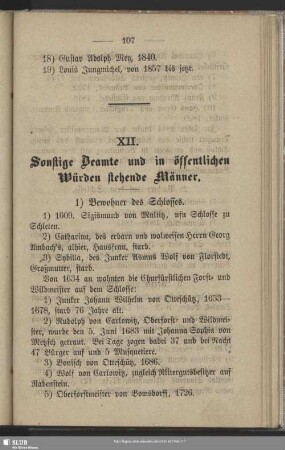 107
18) Gustav Adolph Mey, 1840.
19) Louis Jungnickel, von 1857 bis jetzt.
XII.
Sonstige Beamte und in öffentlichen
Würden stehende Männer,
1) Bewohner des Schlosses.
1) 1609. Sigismund von Maltitz, ufn Schlosse zu
Schleten.
2) Catharina, des erbarn und wolweisen Herrn Georg
Ambach's, alhier, Hausfrau, starb.
3) Sybilla, des Junker Asmus Wolf von Florstedt,
Großmutter, starb.
Von 1634 an wohnten die Churfürstlichen Forst- und
Wildmeister auf dem Schlosse:
1) Junker Johann Wilhelm von Ottrschütz, 1653—
1678, starb 76 Jahre alt.
2) Rudolph von Carlowitz, Oberforst- und Wildmei-
ster, wurde den 5. Juni 1683 mit Johanna Sophia von
Metzsch getraut. Bei Tage zogen dabei 37 und bei Nacht
47 Bürger auf und 5 Musquetiere.
3) von Ottrschütz, 1686.
4) Wolf von Carlowitz, zugleich Rittergutsbesitzer auf
Rabenstein.
5) Oberforstmeister von Bomsdorff, 1726.
SLUB